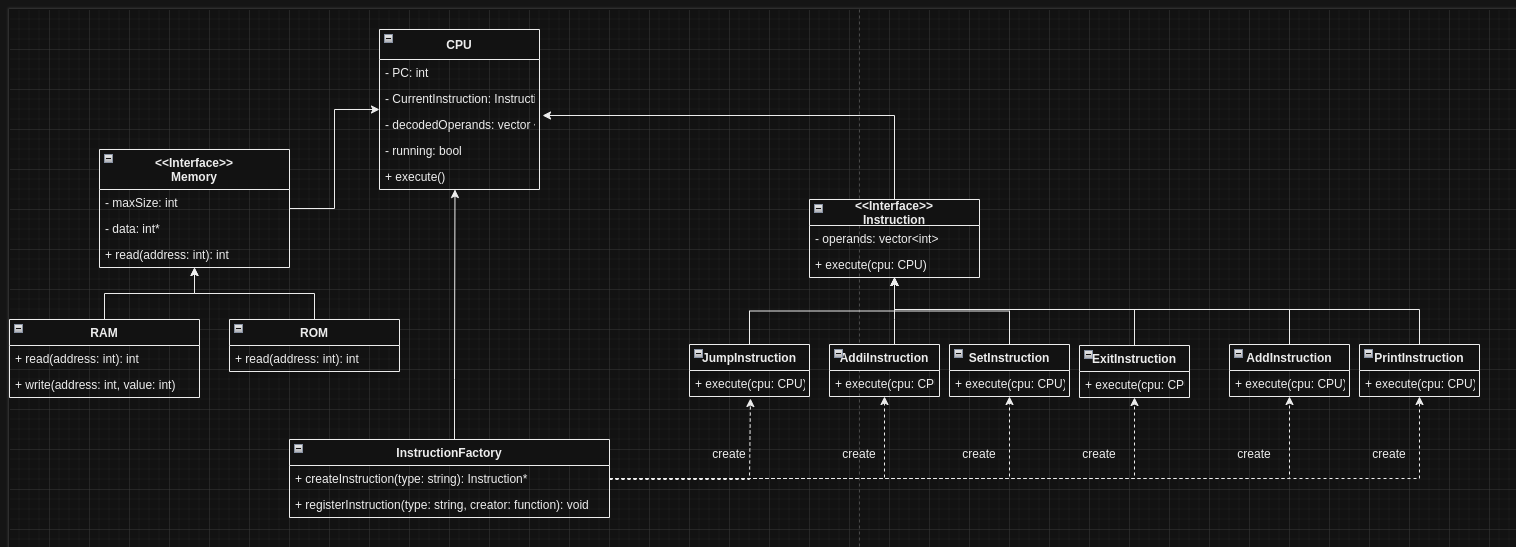 CPU
- PC: int
- CurrentInstruction: Instructi
- decodedOperands: vector
- running: bool
+ execute()
<<Interface>>
Memory
- maxSize: int
- data: int*
+ read(address: int): int
<<Interface>>
Instruction
- operands: vector<int>
+ execute(cpu: CPU)
RAM
+ read(address: int): int
+ write(address: int, value: int)
ROM
+ read(address: int): int
JumpInstruction
+ execute(cpu: CPU)
AddiInstruction
+ execute(cpu: CP
SetInstruction
+ execute(cpu: CPU)
ExitInstruction
+ execute(cpu: CP
AddInstruction
+ execute(cpu: CPU)
PrintInstruction
+ execute(cpu: CPU)
create
create
create
create
create
create
InstructionFactory
+ createInstruction(type: string): Instruction*
+ registerInstruction(type: string, creator: function): void